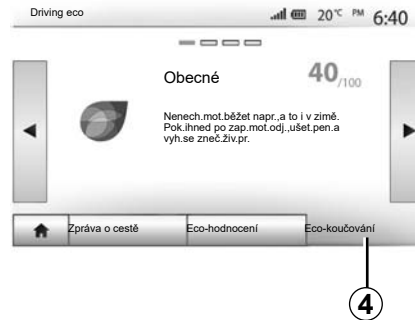 Driving eco 20°C PM 6:40
Obecné 40/100
Nenech.mot.běžet napr.,a to i v zimě.
Pok.ihned po zap.mot.odj.,ušet.pen.a
vyh.se zneč.živ.pr.
Zpráva o cestě Eco-hodnocení Eco-koučování
4